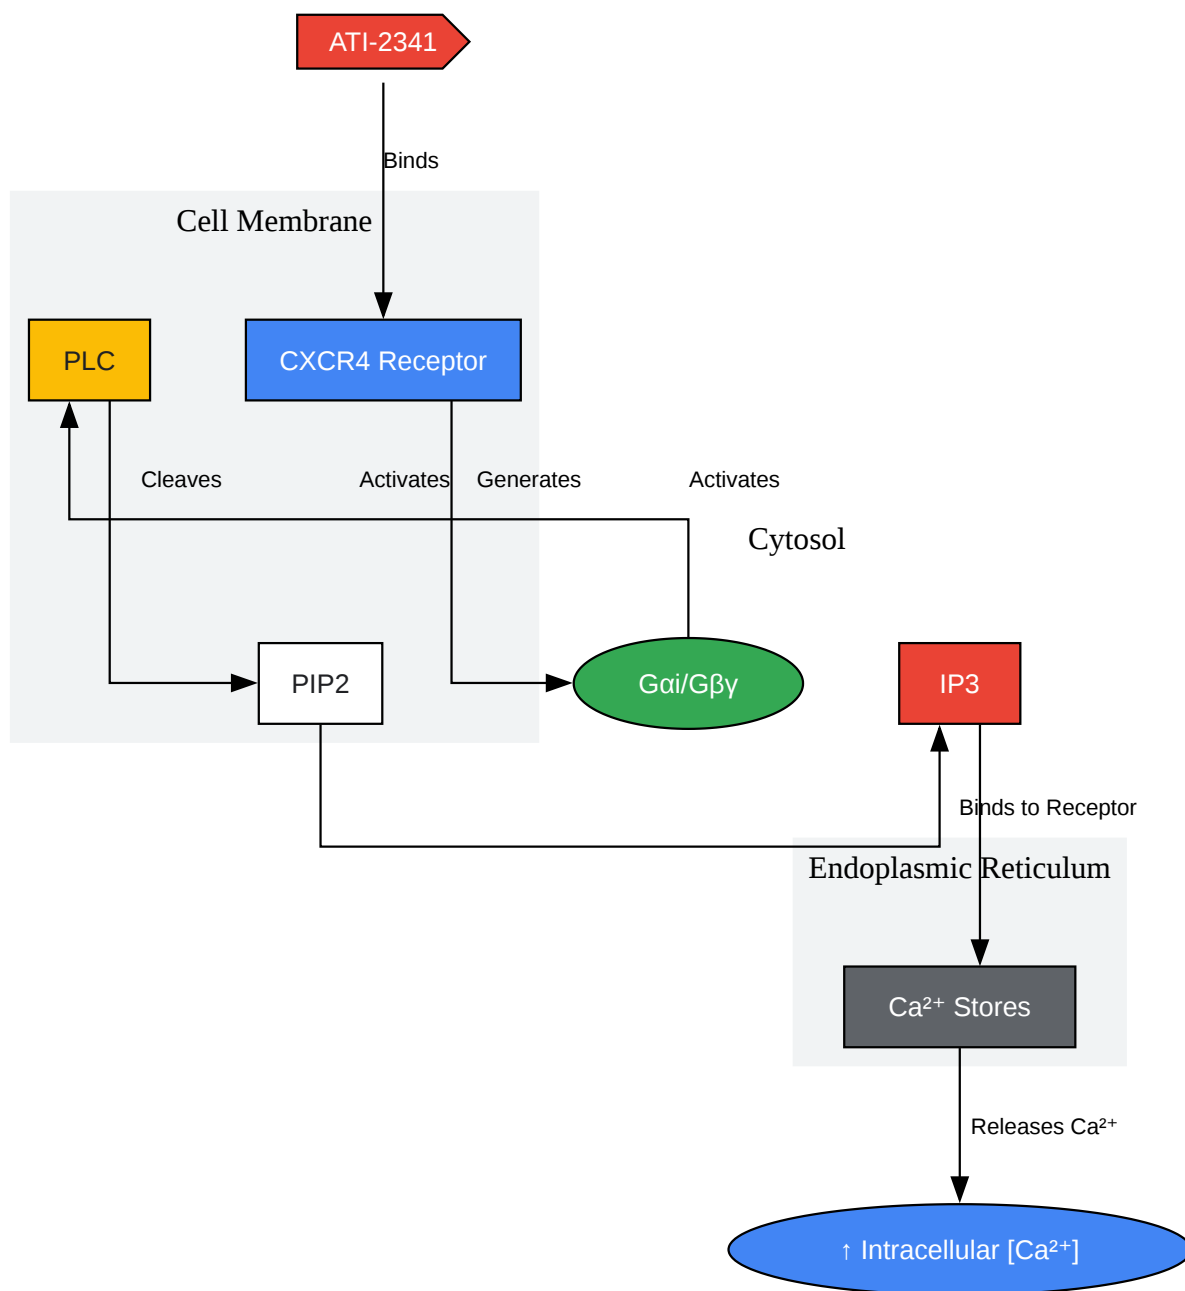 ATI-2341
Binds
Cell Membrane
PLC
CXCR4 Receptor
Cleaves
Activates
Generates
Activates
Cytosol
PIP2
Gαi/Gβγ
IP3
Binds to Receptor
Endoplasmic Reticulum
Ca²⁺ Stores
Releases Ca²⁺
↑ Intracellular [Ca²⁺]